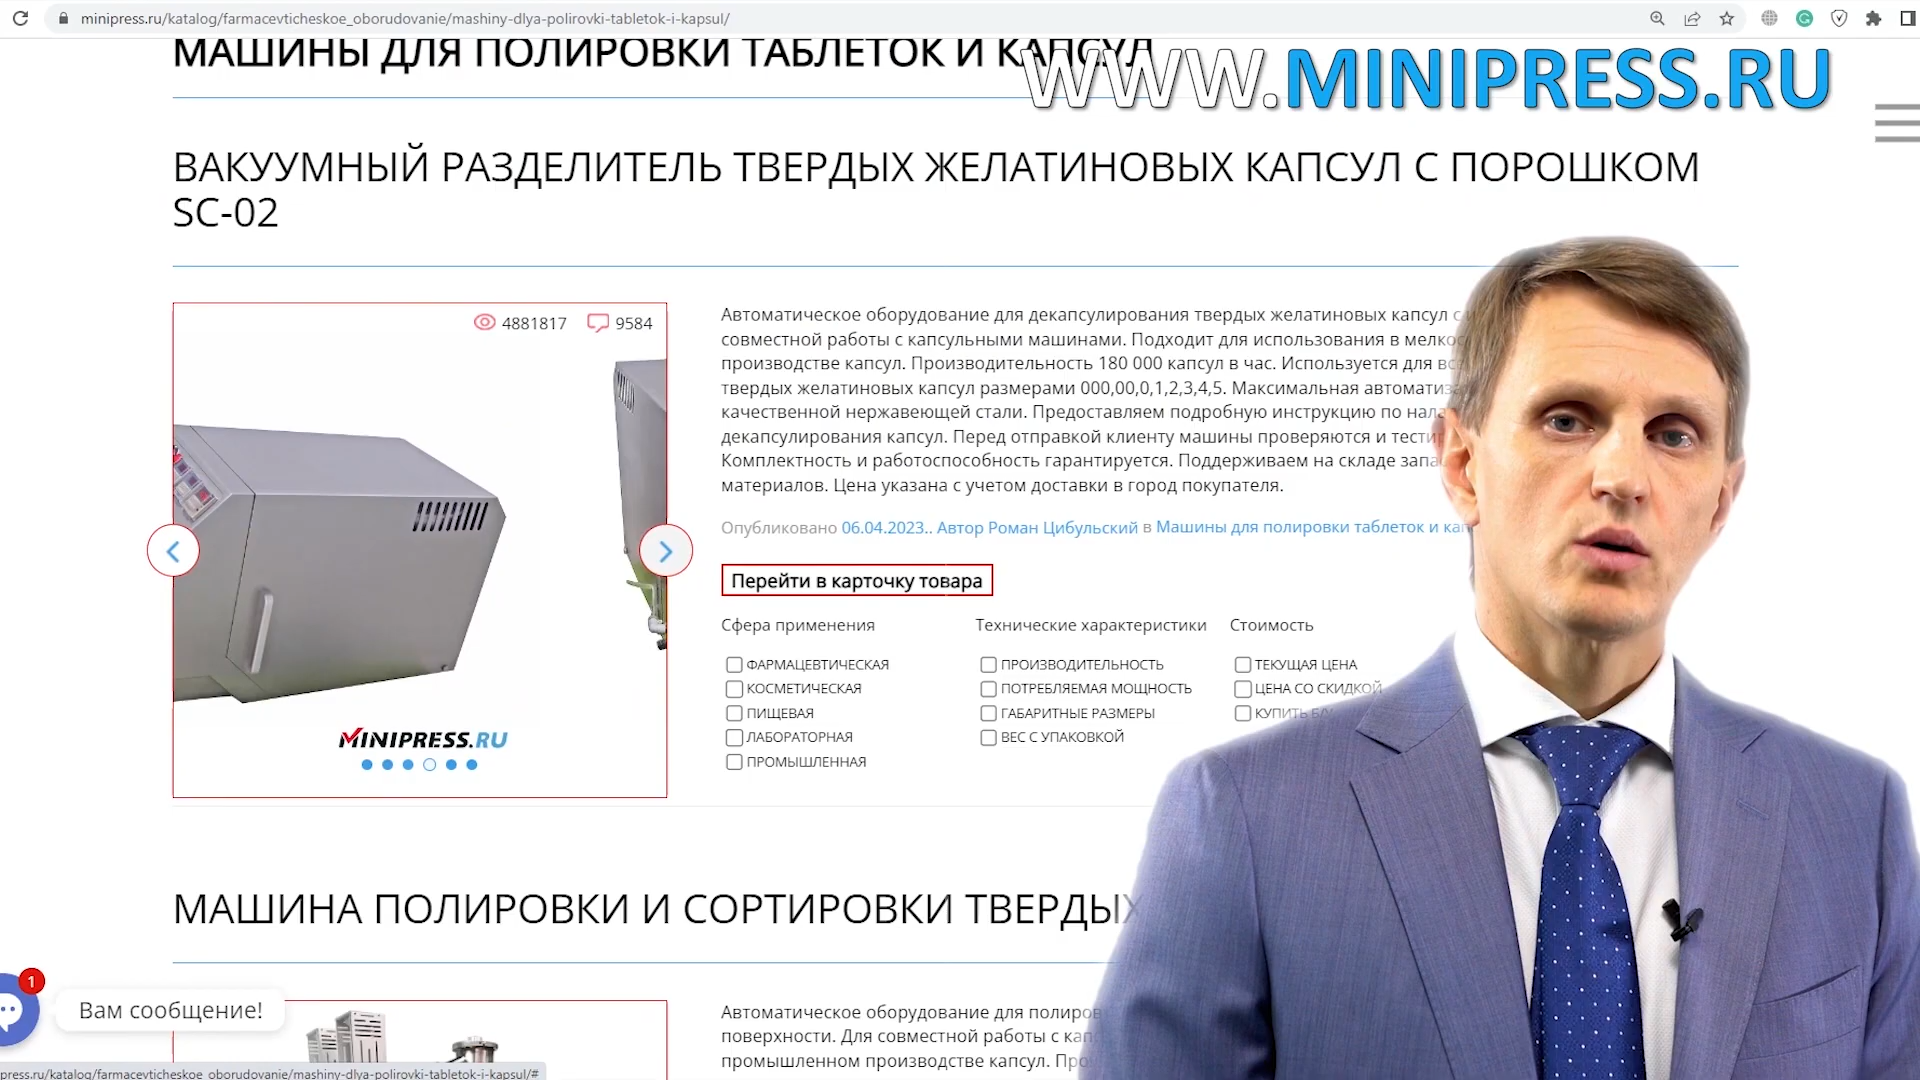 minipress.ru/katalog/farmacevticheskoe_oborudovanie/mashiny-dlya-polirovki-tabletok-i-kapsul/
МАШИНЫ ДЛЯ ПОЛИРОВКИ ТАБЛЕТОК И КАПСУЛ
WWW.MINIPRESS.RU
ВАКУУМНЫЙ РАЗДЕЛИТЕЛЬ ТВЕРДЫХ ЖЕЛАТИНОВЫХ КАПСУЛ С ПОРОШКОМ
SC-02
4881817 9584
Автоматическое оборудование для декапсулирования твердых желатиновых капсул с
совместной работы с капсульными машинами. Подходит для использования в
производстве капсул. Производительность 180 000 капсул в час. Используется для
твердых желатиновых капсул размерами 000,00,0,1,2,3,4,5. Максимальная
качественной нержавеющей стали. Предоставляем подробную инструкцию по
декапсулирования капсул. Перед отправкой клиенту машины проверяются и
Комплектность и работоспособность гарантируется. Поддерживаем на складе
материалов. Цена указана с учетом доставки в город покупателя.
Опубликовано 06.04.2023.. Автор Роман Цибульский в Машины для полировки таблеток и
Перейти в карточку товара
Сфера применения
ФАРМАЦЕВТИЧЕСКАЯ
КОСМЕТИЧЕСКАЯ
ПИЩЕВАЯ
ЛАБОРАТОРНАЯ
ПРОМЫШЛЕННАЯ
Технические характеристики
ПРОИЗВОДИТЕЛЬНОСТЬ
ПОТРЕБЛЯЕМАЯ МОЩНОСТЬ
ГАБАРИТНЫЕ РАЗМЕРЫ
ВЕС С УПАКОВКОЙ
Стоимость
ТЕКУЩАЯ ЦЕНА
ЦЕНА СО СКИДКОЙ
КУПИТЬ
MINIPRESS.RU
МАШИНА ПОЛИРОВКИ И СОРТИРОВКИ ТВЕРДЫХ
1
Вам сообщение!
Автоматическое оборудование для
поверхности. Для совместной работы с
промышленном производстве капсул.
press.ru/katalog/farmacevticheskoe_oborudovanie/mashiny-dlya-polirovki-tabletok-i-kapsul/#